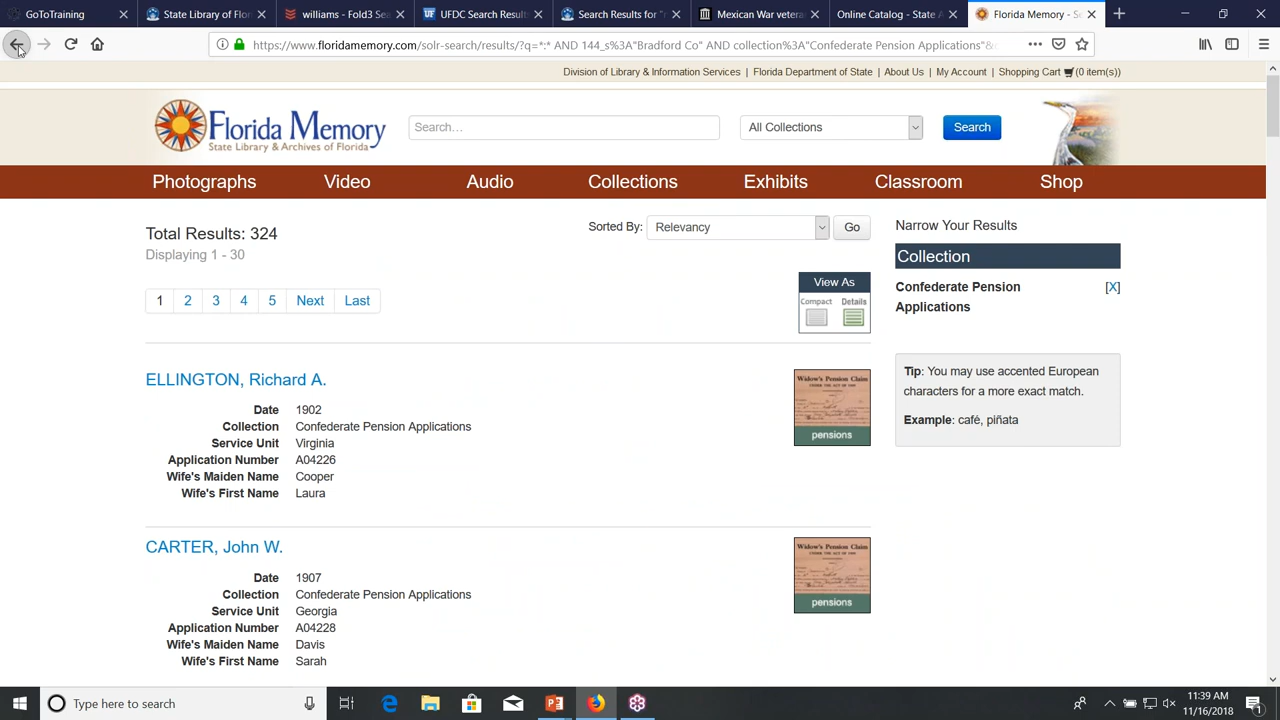 GoToTraining
State Library of Flori
williams - Floric
UFDC Search Results
Search Results for "r
Mexican War vetera
Online Catalog - State A
Florida Memory - Se
https://www.floridamemory.com/solr-search/results/?q=*:* AND 144_s%3A"Bradford Co" AND collection%3A"Confederate Pension Applications"&
Division of Library & Information Services | Florida Department of State | About Us | My Account | Shopping Cart (0 item(s))
Florida Memory
State Library & Archives of Florida
Search...
All Collections
Search
Photographs
Video
Audio
Collections
Exhibits
Classroom
Shop
Total Results: 324
Displaying 1 - 30
Sorted By:
Relevancy
Go
1 2 3 4 5 Next Last
View As
Compact Details
Narrow Your Results
Collection
Confederate Pension Applications
[X]
Tip: You may use accented European
characters for a more exact match.
Example: café, piñata
ELLINGTON, Richard A.
Date 1902
Collection Confederate Pension Applications
Service Unit Virginia
Application Number A04226
Wife's Maiden Name Cooper
Wife's First Name Laura
Widow's Pension Claim
pensions
CARTER, John W.
Date 1907
Collection Confederate Pension Applications
Service Unit Georgia
Application Number A04228
Wife's Maiden Name Davis
Wife's First Name Sarah
Widow's Pension Claim
pensions
Type here to search
11:39 AM
11/16/2018